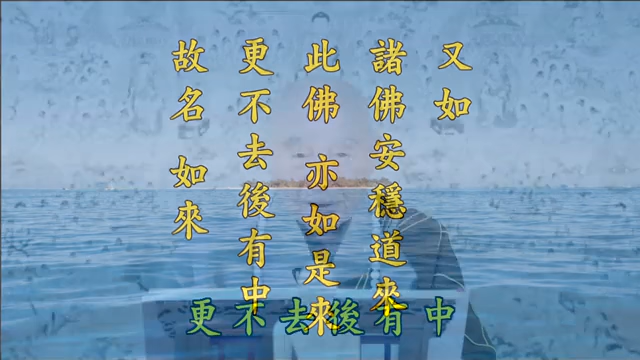 又如
諸佛安穩道來
此佛 亦如是來
更不去後有中
故名 如來
更不去後有中